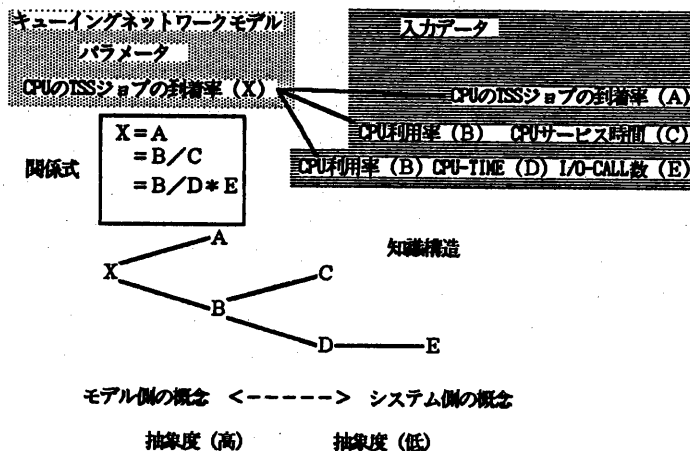 キューイングネットワークモデル
パラメータ
CPUのTSSジョブの到着率（X）
入力データ
CPUのTSSジョブの到着率（A）
CPU利用率（B） CPUサービス時間（C）
CPU利用率（B） CPU-TIME（D） I/O-CALL数（E）
関係式
X＝A
＝B／C
＝B／D＊E
知識構造
A
X
C
B
D
E
モデル側の概念 <-----> システム側の概念
抽象度（高） 抽象度（低）